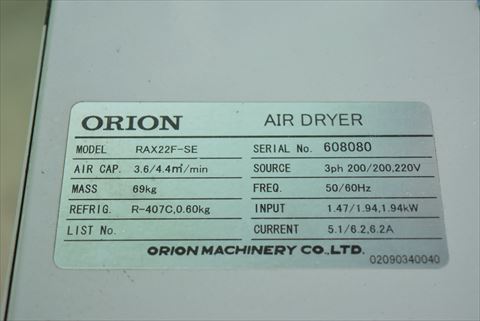 ORION AIR DRYER
MODEL RAX22F-SE SERIAL No. 608080
AIR CAP. 3.6/4.4m³/min SOURCE 3ph 200/200,220V
MASS 69kg FREQ. 50/60Hz
REFRIG. R-407C,0.60kg INPUT 1.47/1.94,1.94kW
LIST No. CURRENT 5.1/6.2,6.2A
ORION MACHINERY CO.,LTD.
02090340040